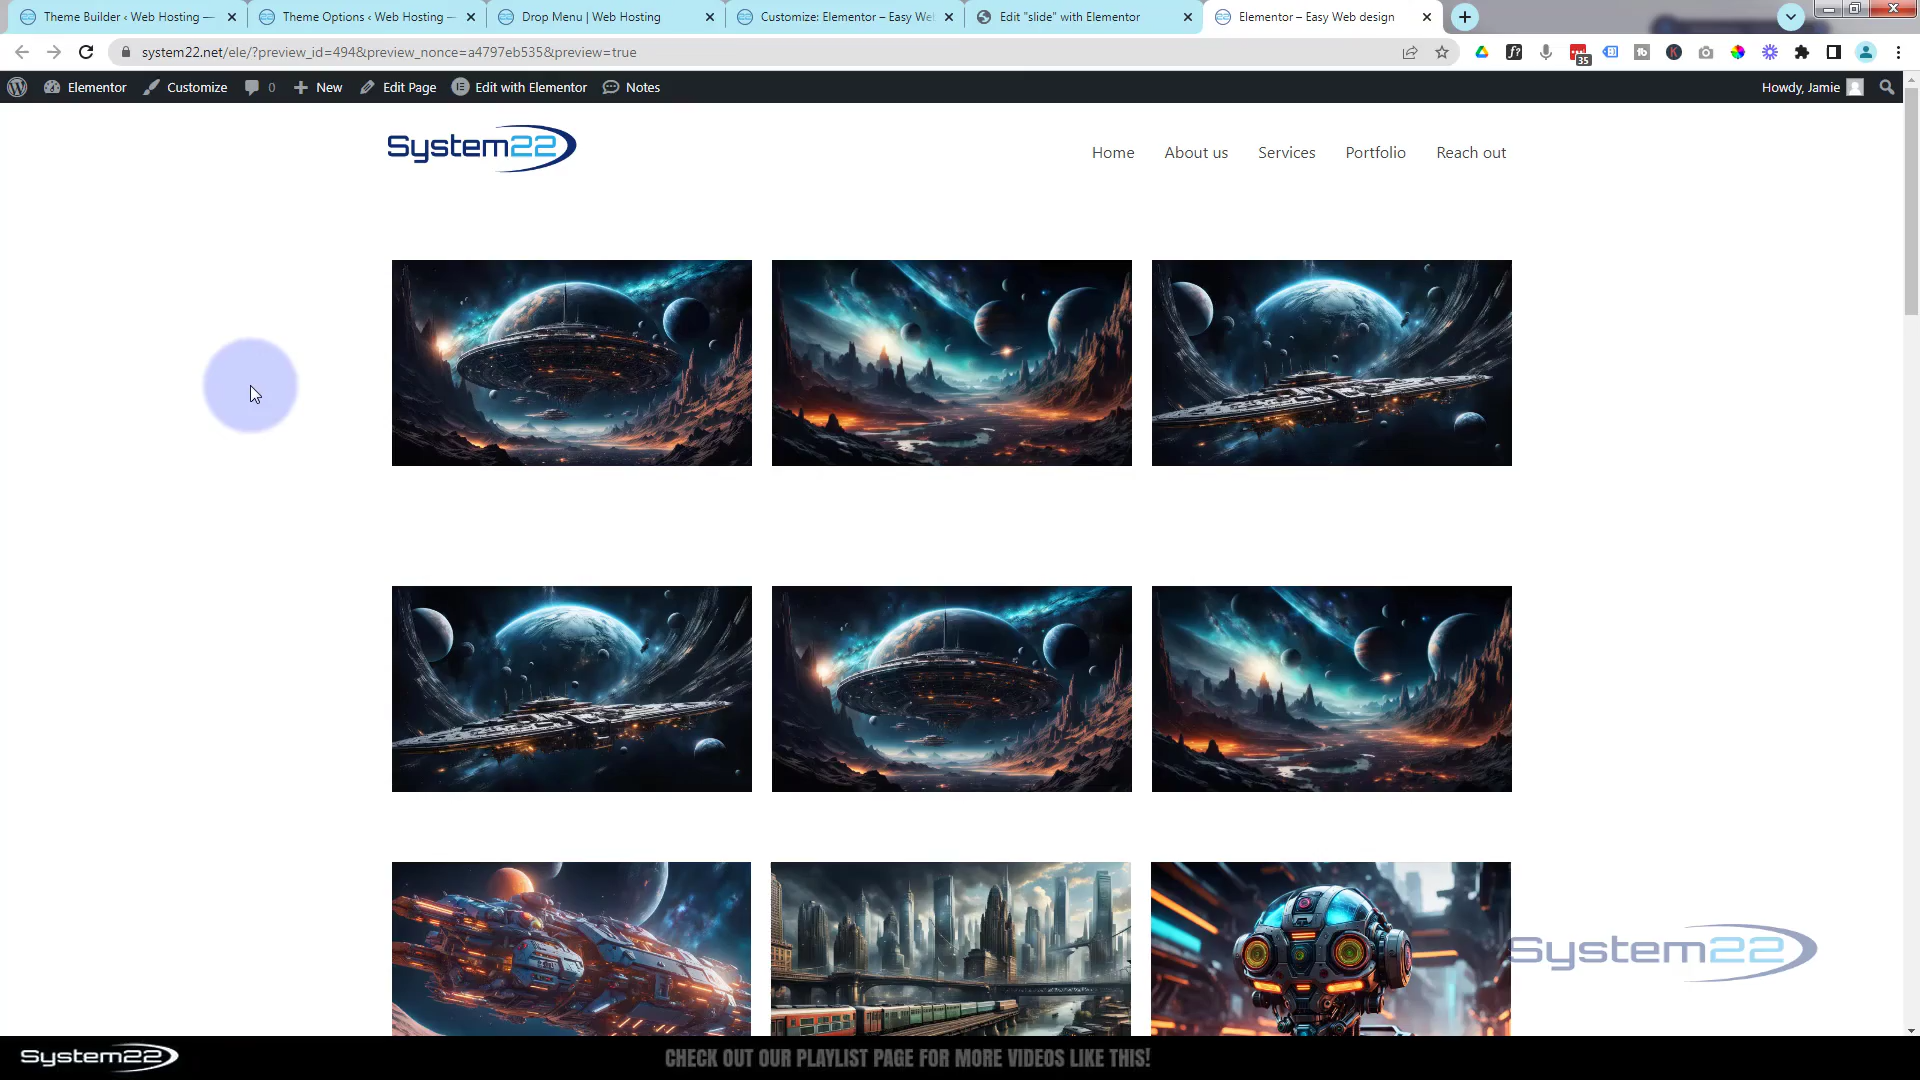 Theme Builder ‹ Web Hosting —
Theme Options ‹ Web Hosting —
Drop Menu | Web Hosting
Customize: Elementor – Easy We
Edit "slide" with Elementor
Elementor – Easy Web design
system22.net/ele/?preview_id=494&preview_nonce=a4797eb535&preview=true
35
Elementor
Customize
0
New
Edit Page
Edit with Elementor
Notes
Howdy, Jamie
System22
Home
About us
Services
Portfolio
Reach out
System22
System22
CHECK OUT OUR PLAYLIST PAGE FOR MORE VIDEOS LIKE THIS!